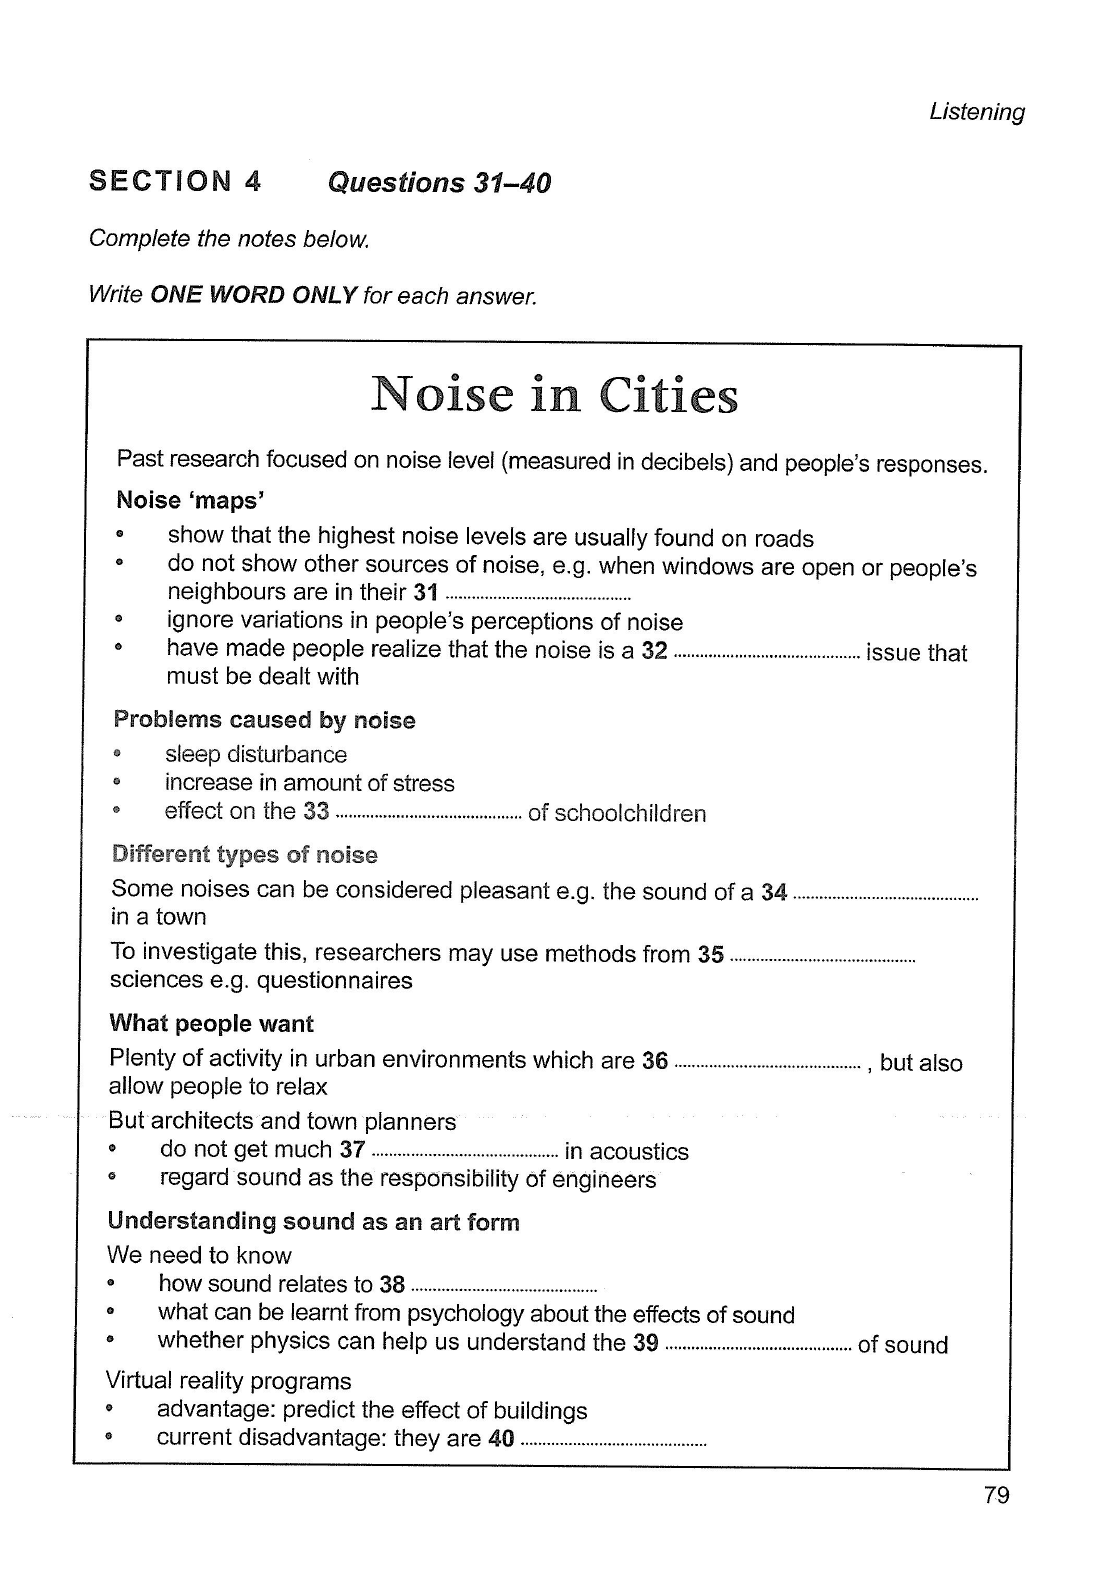 Listening
SECTION 4 Questions 31–40
Complete the notes below.
Write ONE WORD ONLY for each answer.
Noise in Cities
Past research focused on noise level (measured in decibels) and people's responses.
Noise 'maps'
• show that the highest noise levels are usually found on roads
• do not show other sources of noise, e.g. when windows are open or people's
neighbours are in their 31 ..........................................
• ignore variations in people's perceptions of noise
• have made people realize that the noise is a 32 .......................................... issue that
must be dealt with
Problems caused by noise
• sleep disturbance
• increase in amount of stress
• effect on the 33 .......................................... of schoolchildren
Different types of noise
Some noises can be considered pleasant e.g. the sound of a 34 ..........................................
in a town
To investigate this, researchers may use methods from 35 ..........................................
sciences e.g. questionnaires
What people want
Plenty of activity in urban environments which are 36 .......................................... , but also
allow people to relax
But architects and town planners
• do not get much 37 .......................................... in acoustics
• regard sound as the responsibility of engineers
Understanding sound as an art form
We need to know
• how sound relates to 38 ..........................................
• what can be learnt from psychology about the effects of sound
• whether physics can help us understand the 39 .......................................... of sound
Virtual reality programs
• advantage: predict the effect of buildings
• current disadvantage: they are 40 ..........................................
79